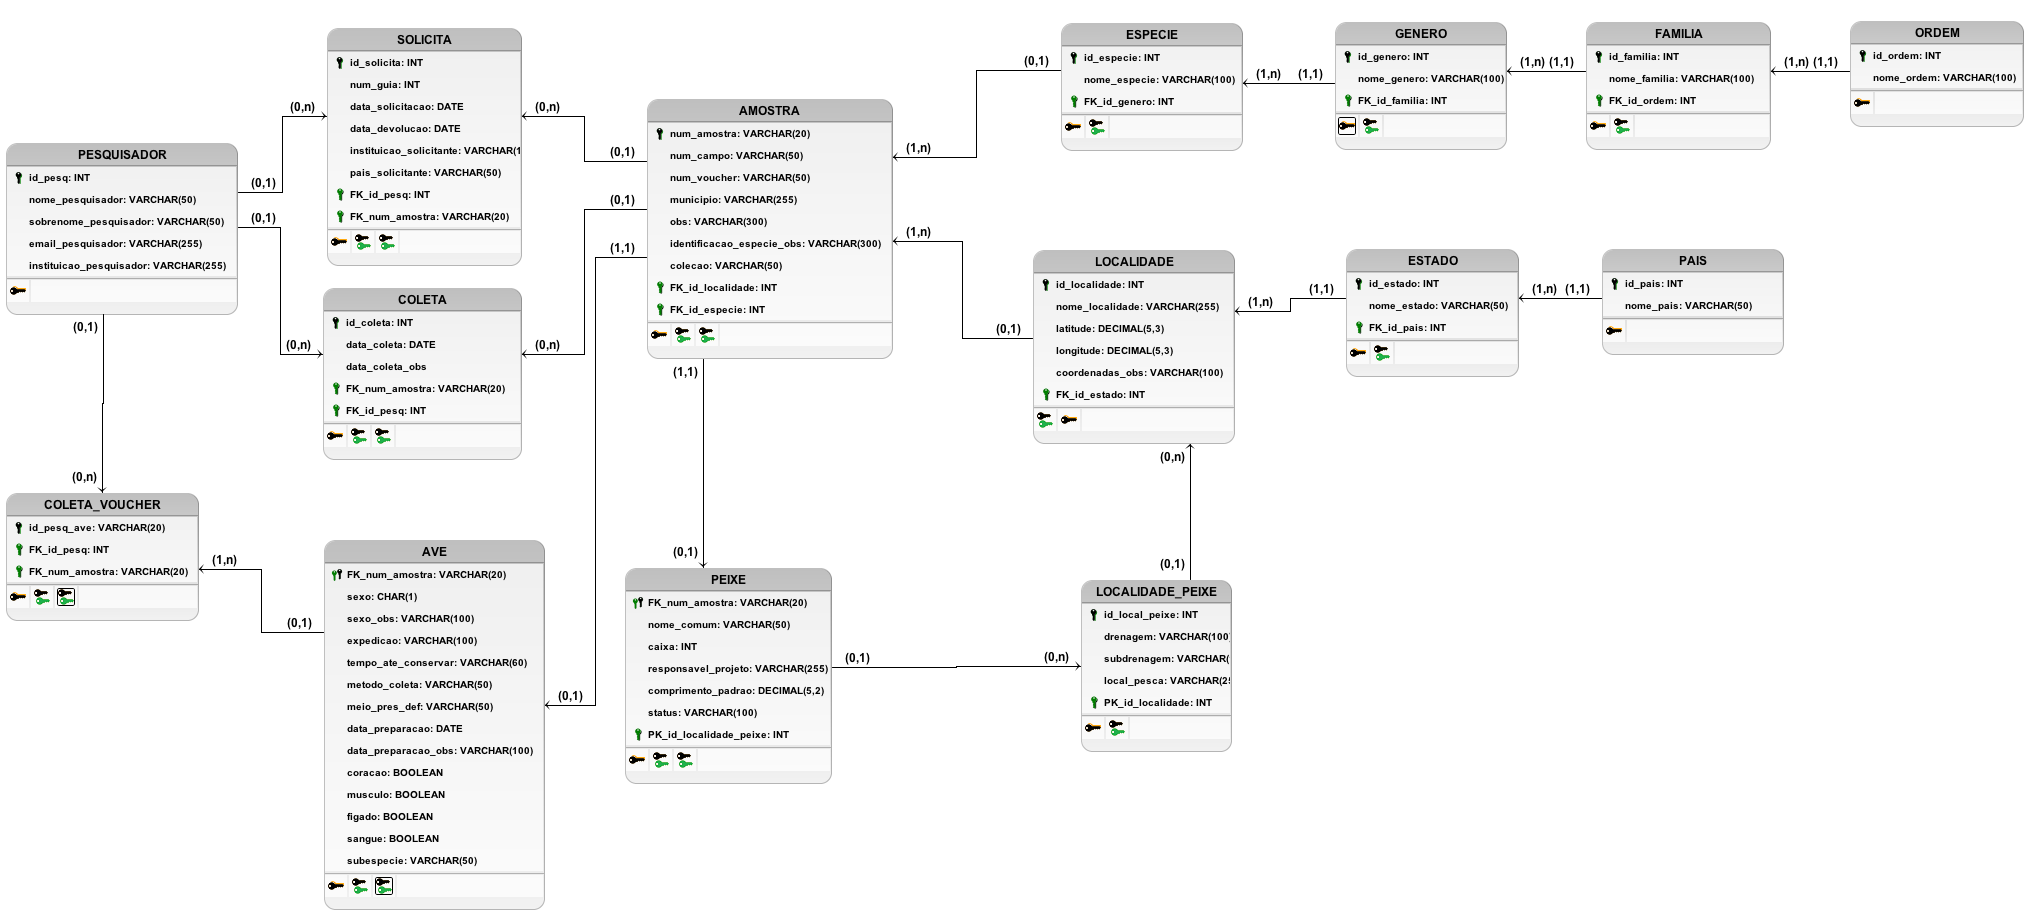 SOLICITA
id_solicita: INT
num_guia: INT
data_solicitacao: DATE
data_devolucao: DATE
instituicao_solicitante: VARCHAR(1
pais_solicitante: VARCHAR(50)
FK_id_pesq: INT
FK_num_amostra: VARCHAR(20)
(0,n)
(0,n)
(0,1)
PESQUISADOR
id_pesq: INT
nome_pesquisador: VARCHAR(50)
sobrenome_pesquisador: VARCHAR(50)
email_pesquisador: VARCHAR(255)
instituicao_pesquisador: VARCHAR(255)
(0,1)
(0,1)
(0,1)
COLETA
id_coleta: INT
data_coleta: DATE
data_coleta_obs
FK_num_amostra: VARCHAR(20)
FK_id_pesq: INT
(0,n)
(0,n)
(0,1)
(1,1)
AMOSTRA
num_amostra: VARCHAR(20)
num_campo: VARCHAR(50)
num_voucher: VARCHAR(50)
municipio: VARCHAR(255)
obs: VARCHAR(300)
identificacao_especie_obs: VARCHAR(300)
colecao: VARCHAR(50)
FK_id_localidade: INT
FK_id_especie: INT
(1,n)
(1,n)
(1,1)
ESPECIE
id_especie: INT
nome_especie: VARCHAR(100)
FK_id_genero: INT
(0,1)
(1,n) (1,1)
GENERO
id_genero: INT
nome_genero: VARCHAR(100)
FK_id_familia: INT
(1,n) (1,1)
FAMILIA
id_familia: INT
nome_familia: VARCHAR(100)
FK_id_ordem: INT
(1,n) (1,1)
ORDEM
id_ordem: INT
nome_ordem: VARCHAR(100)
LOCALIDADE
id_localidade: INT
nome_localidade: VARCHAR(255)
latitude: DECIMAL(5,3)
longitude: DECIMAL(5,3)
coordenadas_obs: VARCHAR(100)
FK_id_estado: INT
(0,1)
(1,n)
(1,1)
(0,n)
ESTADO
id_estado: INT
nome_estado: VARCHAR(50)
FK_id_pais: INT
(1,n) (1,1)
PAIS
id_pais: INT
nome_pais: VARCHAR(50)
(0,n)
COLETA_VOUCHER
id_pesq_ave: VARCHAR(20)
FK_id_pesq: INT
FK_num_amostra: VARCHAR(20)
(1,n)
(0,1)
AVE
FK_num_amostra: VARCHAR(20)
sexo: CHAR(1)
sexo_obs: VARCHAR(100)
expedicao: VARCHAR(100)
tempo_ate_conservar: VARCHAR(60)
metodo_coleta: VARCHAR(50)
meio_pres_def: VARCHAR(50)
data_preparacao: DATE
data_preparacao_obs: VARCHAR(100)
coracao: BOOLEAN
musculo: BOOLEAN
figado: BOOLEAN
sangue: BOOLEAN
subespecie: VARCHAR(50)
(0,1)
(0,1)
PEIXE
FK_num_amostra: VARCHAR(20)
nome_comum: VARCHAR(50)
caixa: INT
responsavel_projeto: VARCHAR(255)
comprimento_padrao: DECIMAL(5,2)
status: VARCHAR(100)
PK_id_localidade_peixe: INT
(0,1)
(0,n)
(0,1)
LOCALIDADE_PEIXE
id_local_peixe: INT
drenagem: VARCHAR(100
subdrenagem: VARCHAR(
local_pesca: VARCHAR(25
PK_id_localidade: INT